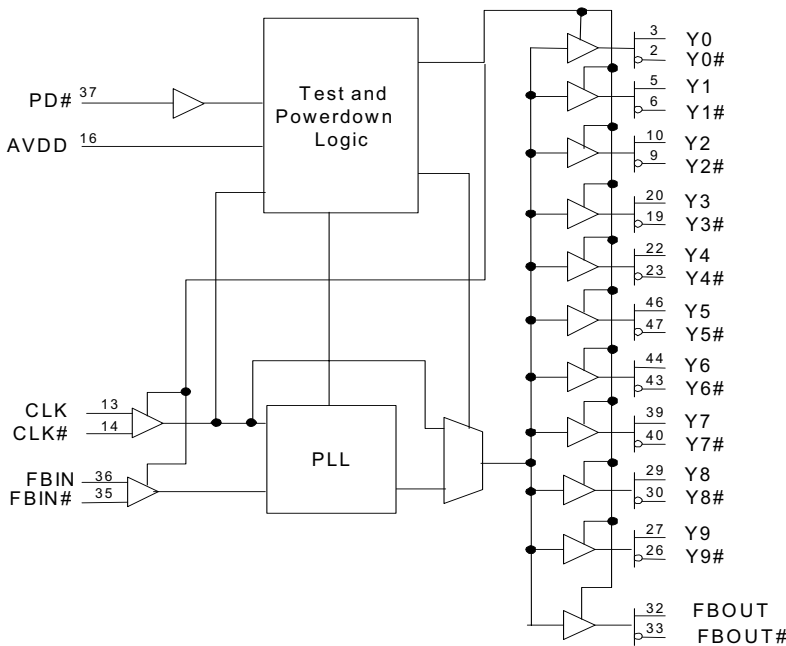 PD# 37
AVDD 16
Test and
Powerdown
Logic
CLK 13
CLK# 14
FBIN 36
FBIN# 35
PLL
3 Y0
2 Y0#
5 Y1
6 Y1#
10 Y2
9 Y2#
20 Y3
19 Y3#
22 Y4
23 Y4#
46 Y5
47 Y5#
44 Y6
43 Y6#
39 Y7
40 Y7#
29 Y8
30 Y8#
27 Y9
26 Y9#
32 FBOUT
33 FBOUT#